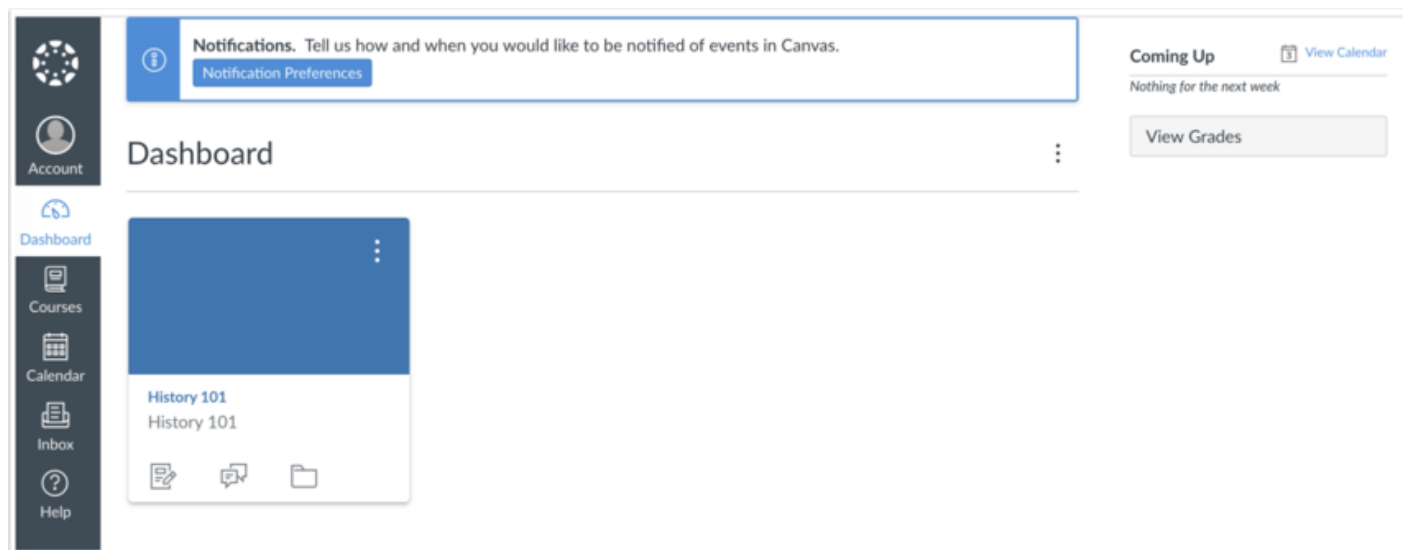 Notifications. Tell us how and when you would like to be notified of events in Canvas.
Notification Preferences
Account
Dashboard
Courses
Calendar
Inbox
Help
Dashboard
History 101
History 101
Coming Up
3
View Calendar
Nothing for the next week
View Grades